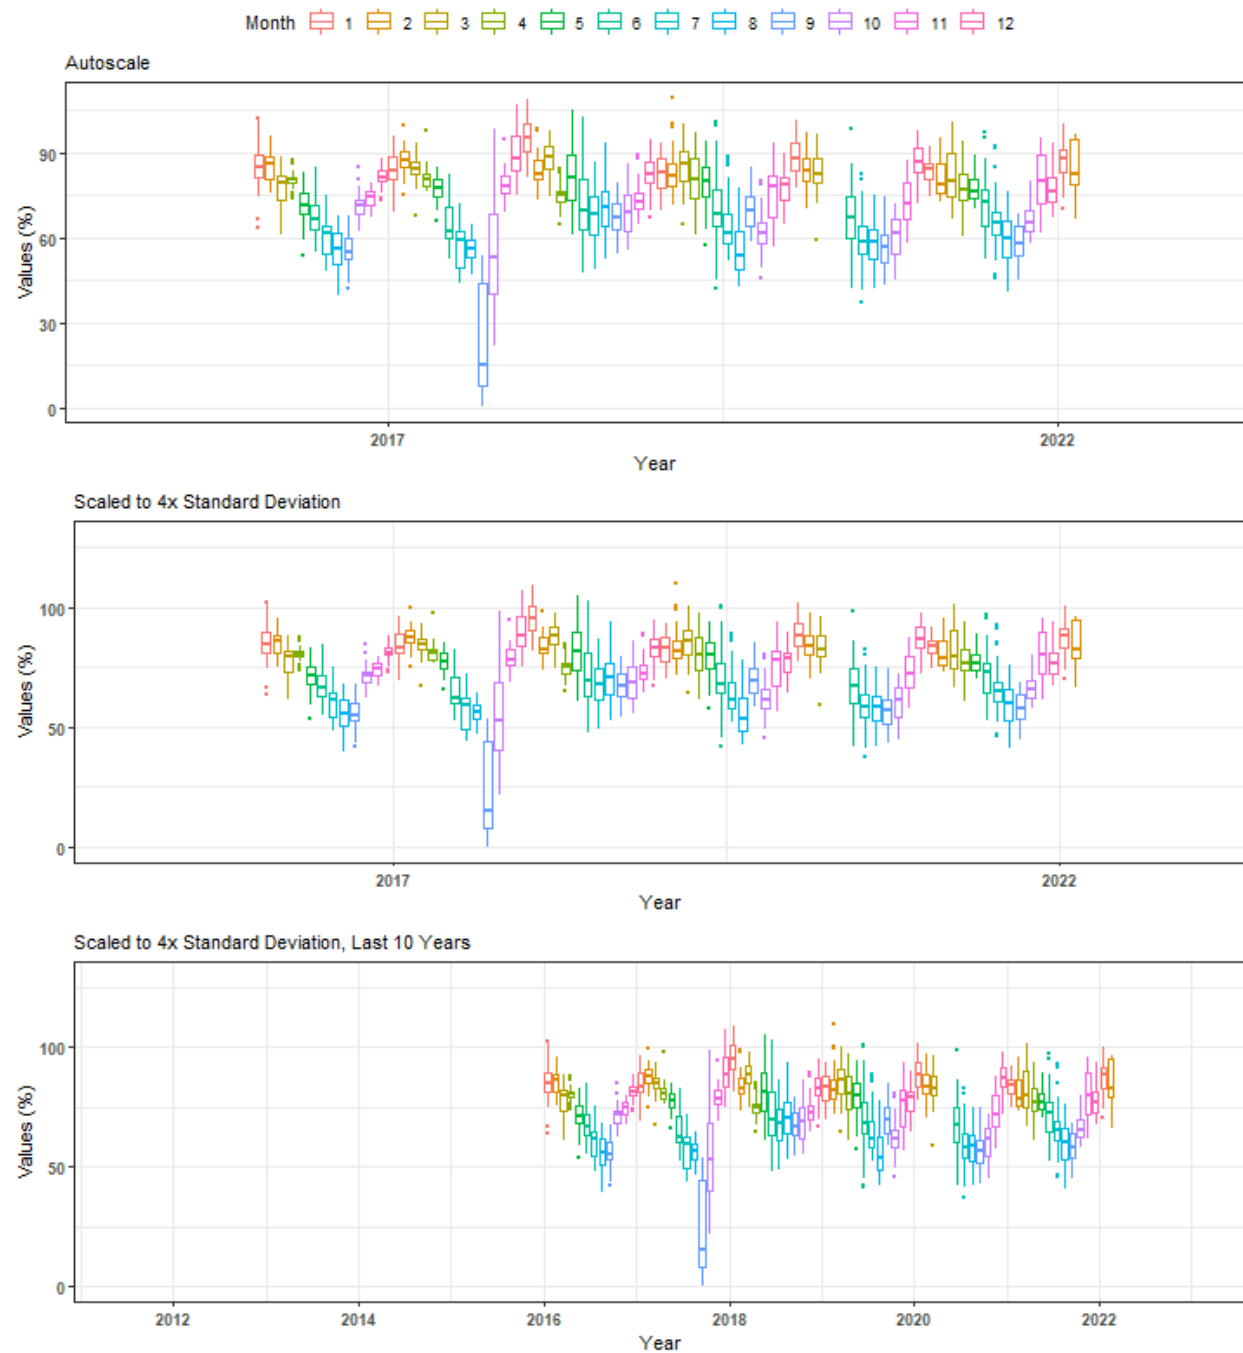 Month 1 2 3 4 5 6 7 8 9 10 11 12
Autoscale
Values (%)
90
60
30
0
2017 2022
Year
Scaled to 4x Standard Deviation
Values (%)
100
50
0
2017 2022
Year
Scaled to 4x Standard Deviation, Last 10 Years
Values (%)
100
50
0
2012 2014 2016 2018 2020 2022
Year